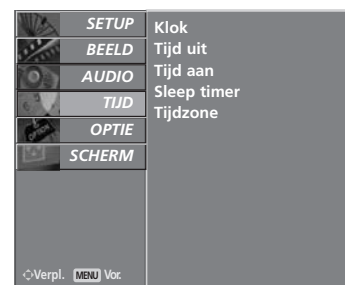 SETUP
BEELD
AUDIO
TIJD
OPTIE
SCHERM
Klok
Tijd uit
Tijd aan
Sleep timer
Tijdzone
Verpl. MENU Vor.